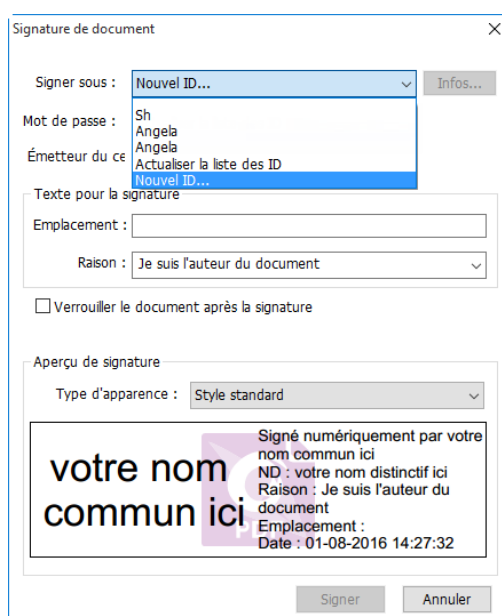 Signature de document
Signer sous :
Nouvel ID...
Infos...
Sh
Mot de passe :
Angela
Angela
Émetteur du ce
Actualiser la liste des ID
Nouvel ID...
Texte pour la signature
Emplacement :
Raison :
Je suis l'auteur du document
Verrouiller le document après la signature
Aperçu de signature
Type d'apparence :
Style standard
votre nom
commun ici
Signé numériquement par votre
nom commun ici
ND : votre nom distinctif ici
Raison : Je suis l'auteur du
document
Emplacement :
Date : 01-08-2016 14:27:32
PDF
Signer
Annuler